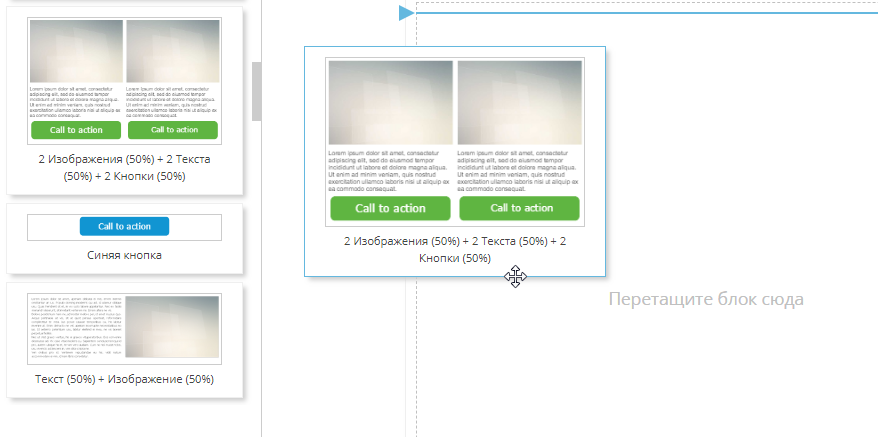 Lorem ipsum dolor sit amet, consectetur
adipiscing elit, sed do eiusmod tempor
incididunt ut labore et dolore magna aliqua.
Ut enim ad minim veniam, quis nostrud
exercitation ullamco laboris nisi ut aliquip ex
ea commodo consequat.
Lorem ipsum dolor sit amet, consectetur
adipiscing elit, sed do eiusmod tempor
incididunt ut labore et dolore magna aliqua.
Ut enim ad minim veniam, quis nostrud
exercitation ullamco laboris nisi ut aliquip ex
ea commodo consequat.
Call to action
Call to action
2 Изображения (50%) + 2 Текста
(50%) + 2 Кнопки (50%)
Call to action
Синяя кнопка
Текст (50%) + Изображение (50%)
Lorem ipsum dolor sit amet, consectetur
adipiscing elit, sed do eiusmod tempor
incididunt ut labore et dolore magna aliqua.
Ut enim ad minim veniam, quis nostrud
exercitation ullamco laboris nisi ut aliquip ex
ea commodo consequat.
Lorem ipsum dolor sit amet, consectetur
adipiscing elit, sed do eiusmod tempor
incididunt ut labore et dolore magna aliqua.
Ut enim ad minim veniam, quis nostrud
exercitation ullamco laboris nisi ut aliquip ex
ea commodo consequat.
Call to action
Call to action
2 Изображения (50%) + 2 Текста (50%) + 2
Кнопки (50%)
Перетащите блок сюда